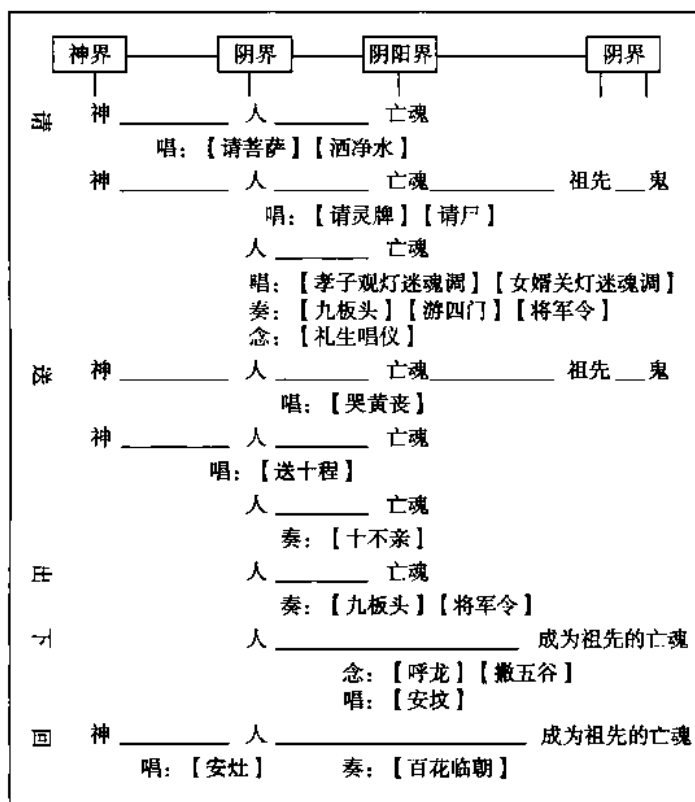 神界 阴界 阴阳界 阴界
请 神 人 亡魂
唱：【请菩萨】【洒净水】
神 人 亡魂 祖先 鬼
唱：【请灵牌】【请尸】
人 亡魂
唱：【孝子观灯迷魂调】【女婿关灯迷魂调】
奏：【九板头】【游四门】【将军令】
念：【礼生唱仪】
送 神 人 亡魂 祖先 鬼
唱：【哭黄丧】
神 人 亡魂
唱：【送十程】
人 亡魂
奏：【十不亲】
出 人 亡魂
奏：【九板头】【将军令】
下 人 成为祖先的亡魂
念：【呼龙】【撒五谷】
唱：【安坟】
回 神 人 成为祖先的亡魂
唱：【安灶】 奏：【百花临朝】